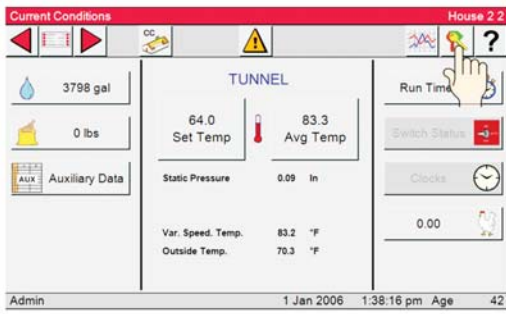 Current Conditions House 2 2
CC
?
TUNNEL
3798 gal
64.0
Set Temp
83.3
Avg Temp
Run Time
0 lbs
Switch Status
AUX Auxiliary Data
Static Pressure 0.09 In
Clocks
Var. Speed. Temp. 83.2 °F
Outside Temp. 70.3 °F
0.00
Admin 1 Jan 2006 1:38:16 pm Age 42